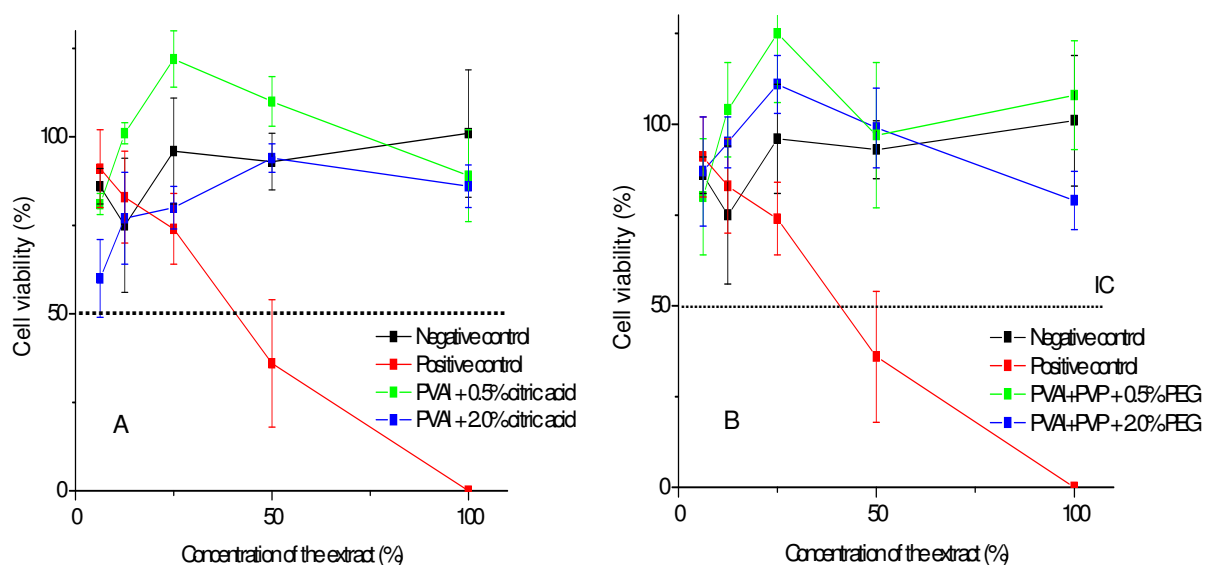 Cell viability (%)
100
50
0
0
50
100
Concentration of the extract (%)
A
Negative control
Positive control
PVAl + 0.5% citric acid
PVAl + 2.0% citric acid
Cell viability (%)
100
50
0
0
50
100
Concentration of the extract (%)
B
IC
Negative control
Positive control
PVAl+PVP + 0.5% PEG
PVAl+PVP + 2.0% PEG